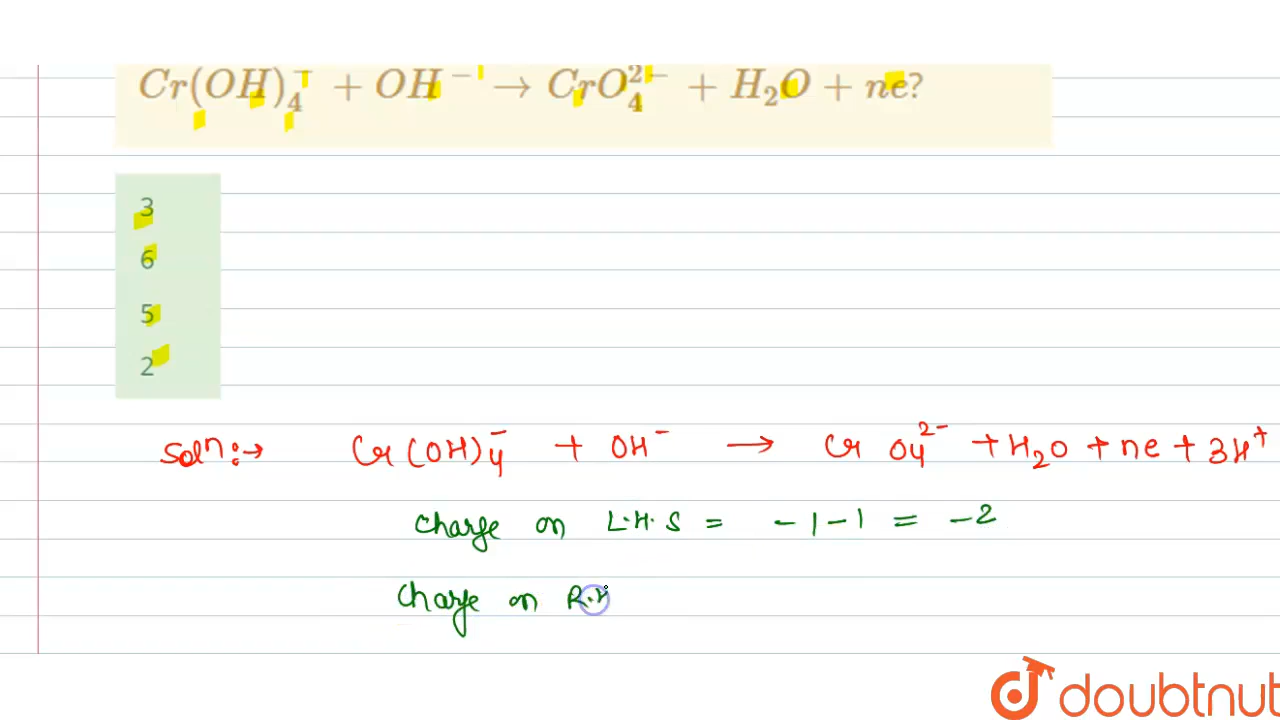 Cr(OH)₄⁻ + OH⁻ → CrO₄²⁻ + H₂O + ne?
3
6
5
2
Solⁿ:→ Cr(OH)₄⁻ + OH⁻ → CrO₄²⁻ + H₂O + ne + 3H⁺
Charge on L.H.S = -1-1 = -2
Charge on R.
doubtnut